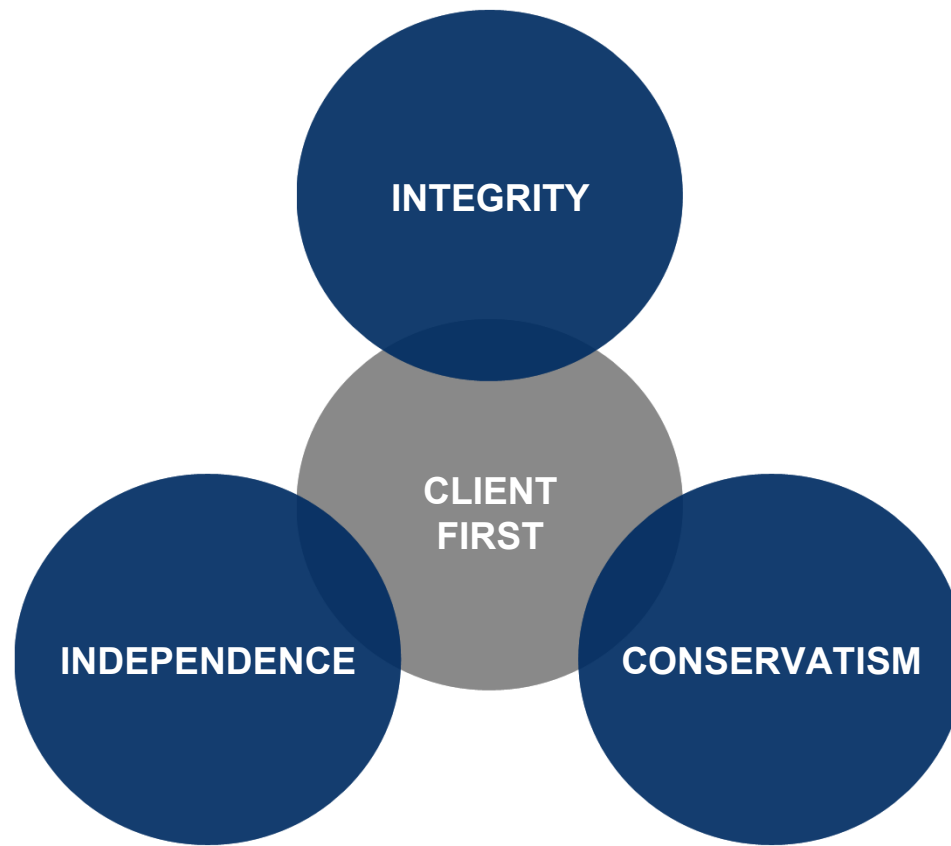 INTEGRITY
CLIENT
FIRST
INDEPENDENCE
CONSERVATISM